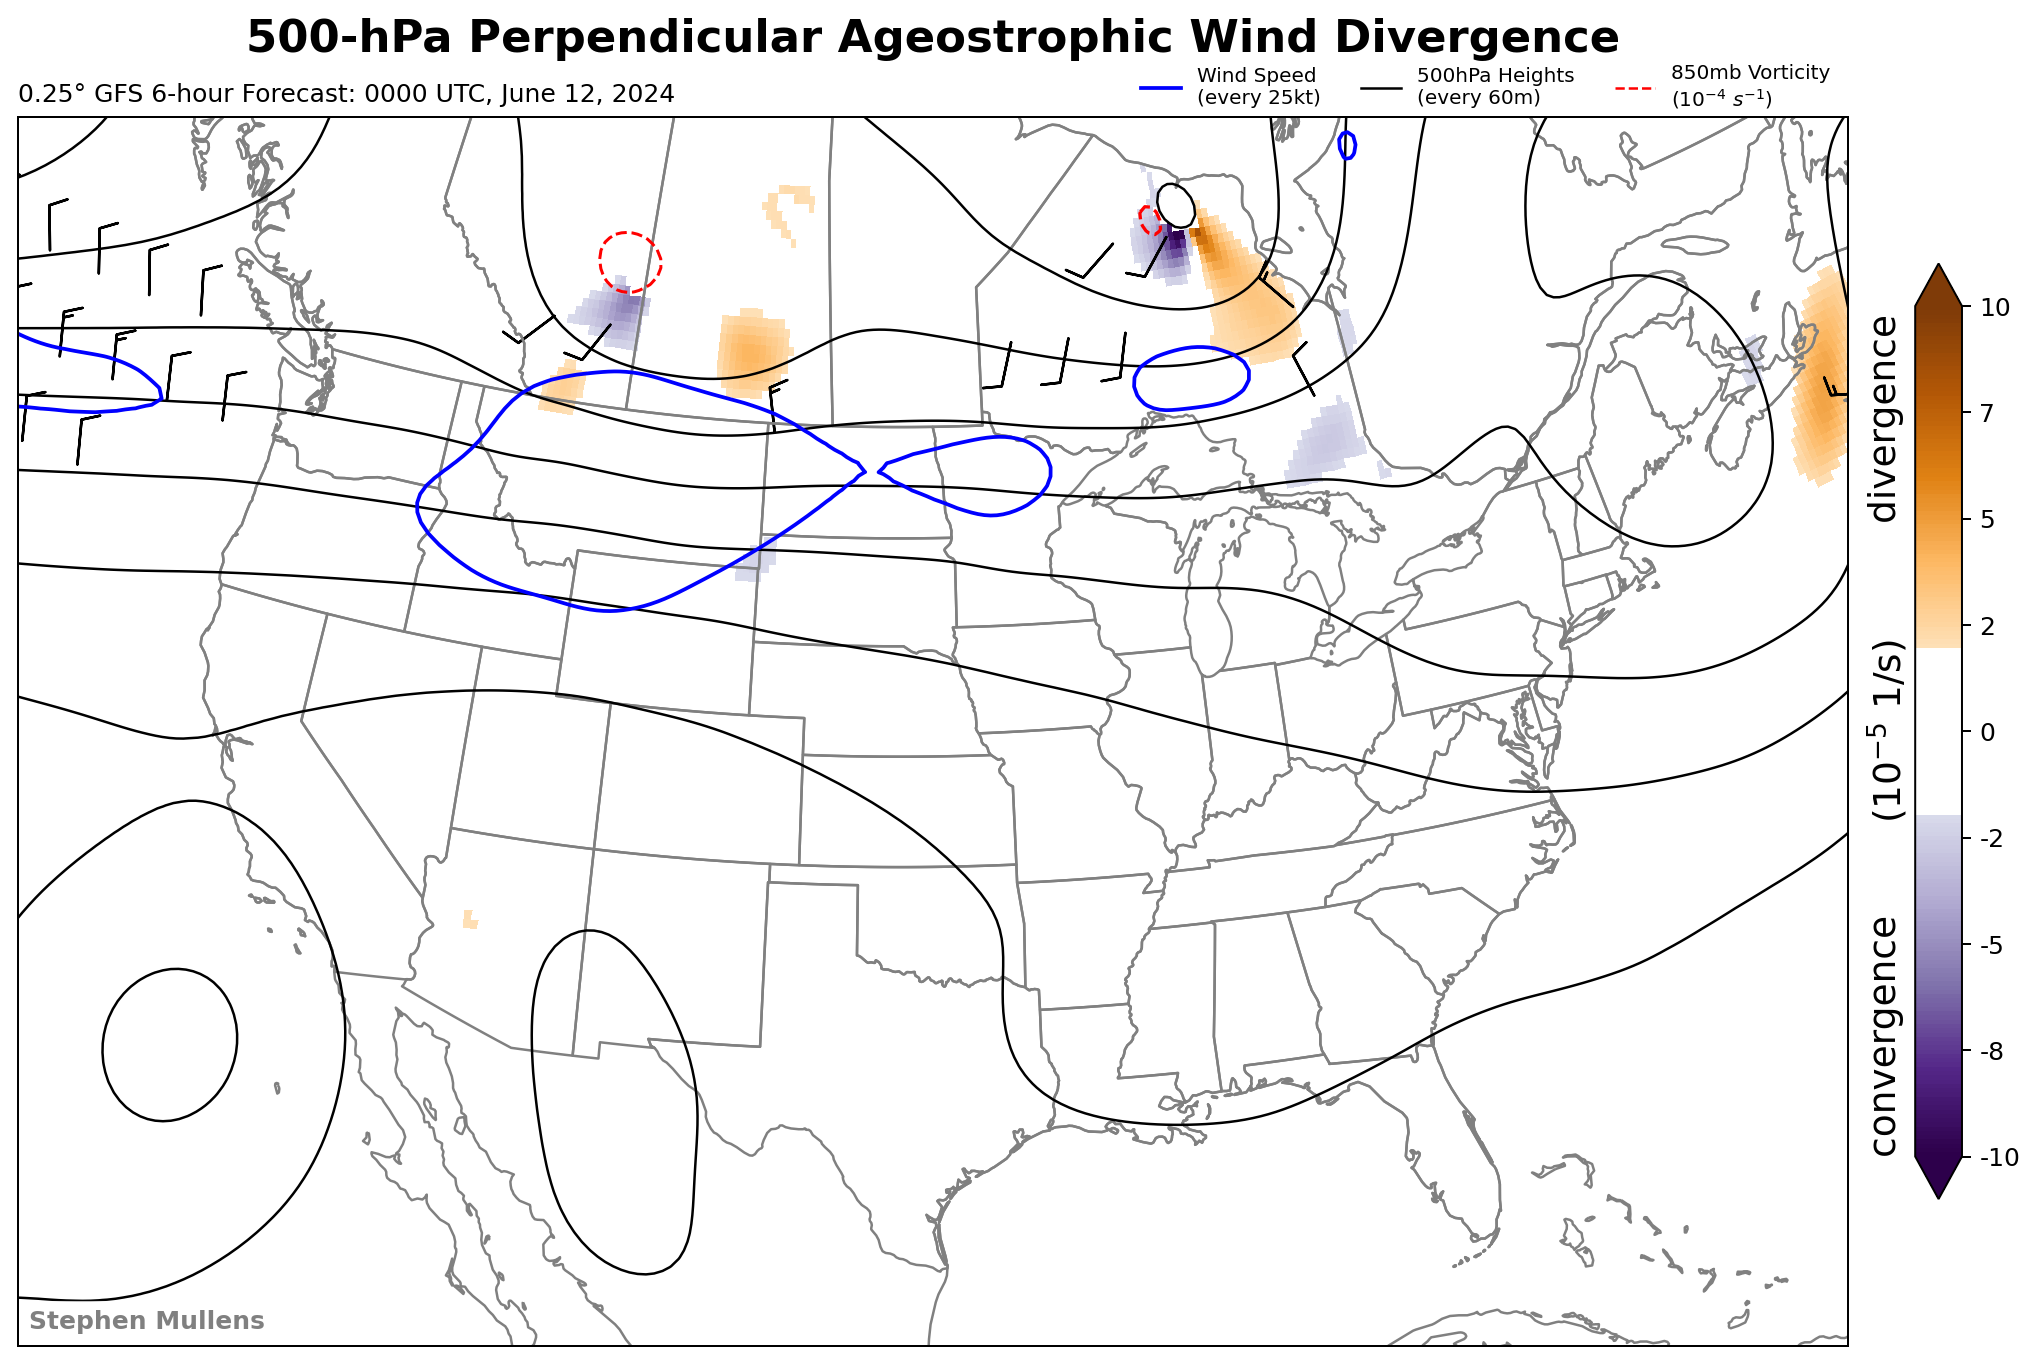 500-hPa Perpendicular Ageostrophic Wind Divergence
0.25° GFS 6-hour Forecast: 0000 UTC, June 12, 2024
Wind Speed
(every 25kt)
500hPa Heights
(every 60m)
850mb Vorticity
(10⁻⁴ s⁻¹)
10
7
5
2
0
-2
-5
-8
-10
convergence (10⁻⁵ 1/s) divergence
Stephen Mullens